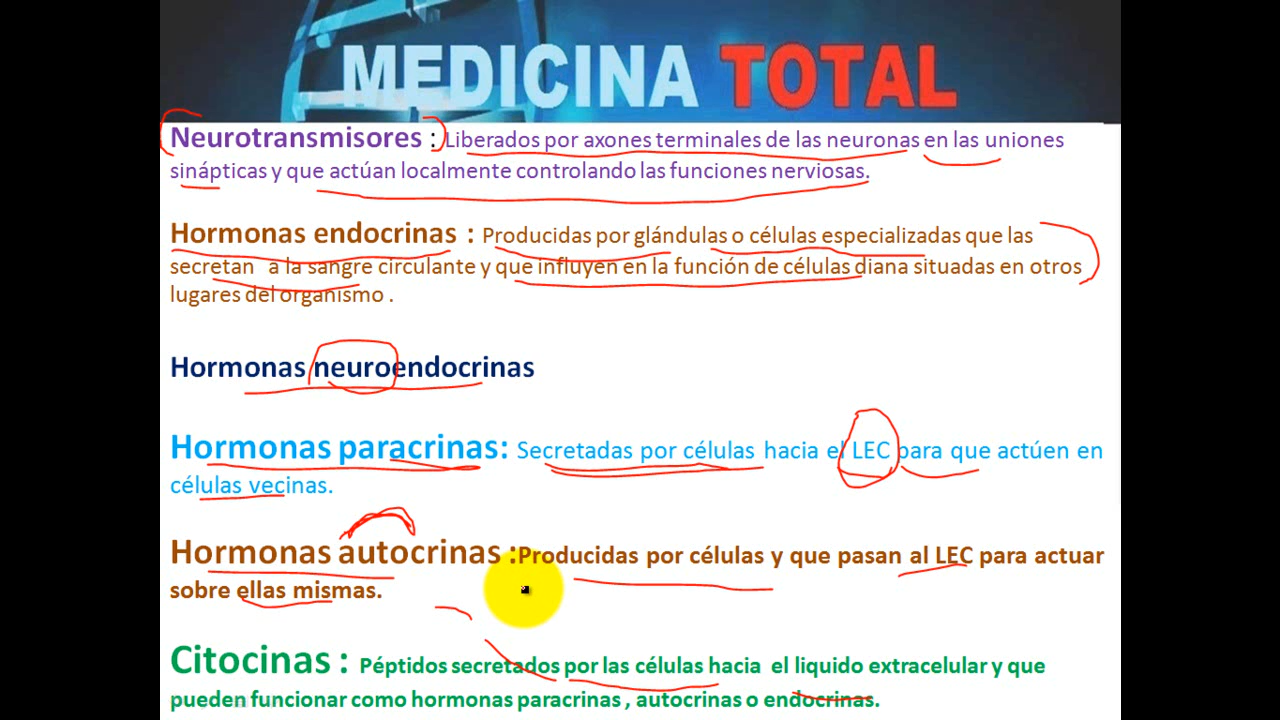 MEDICINA TOTAL
Neurotransmisores : Liberados por axones terminales de las neuronas en las uniones
sinápticas y que actúan localmente controlando las funciones nerviosas.
Hormonas endocrinas : Producidas por glándulas o células especializadas que las
secretan a la sangre circulante y que influyen en la función de células diana situadas en otros
lugares del organismo .
Hormonas neuroendocrinas
Hormonas paracrinas: Secretadas por células hacia el LEC para que actúen en
células vecinas.
Hormonas autocrinas :Producidas por células y que pasan al LEC para actuar
sobre ellas mismas.
Citocinas : Péptidos secretados por las células hacia el liquido extracelular y que
pueden funcionar como hormonas paracrinas , autocrinas o endocrinas.